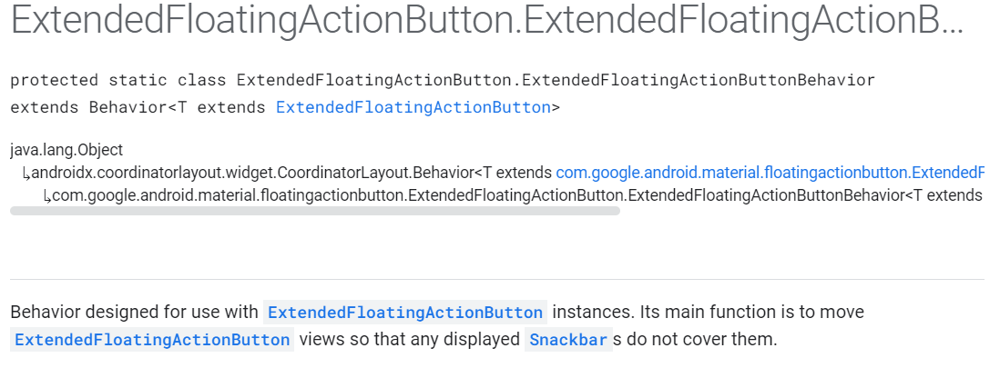 ExtendedFloatingActionButton.ExtendedFloatingActionB...
protected static class ExtendedFloatingActionButton.ExtendedFloatingActionButtonBehavior
extends Behavior<T extends ExtendedFloatingActionButton>
java.lang.Object
↳androidx.coordinatorlayout.widget.CoordinatorLayout.Behavior<T extends com.google.android.material.floatingactionbutton.ExtendedF
↳com.google.android.material.floatingactionbutton.ExtendedFloatingActionButton.ExtendedFloatingActionButtonBehavior<T extends
Behavior designed for use with ExtendedFloatingActionButton instances. Its main function is to move
ExtendedFloatingActionButton views so that any displayed Snackbar s do not cover them.